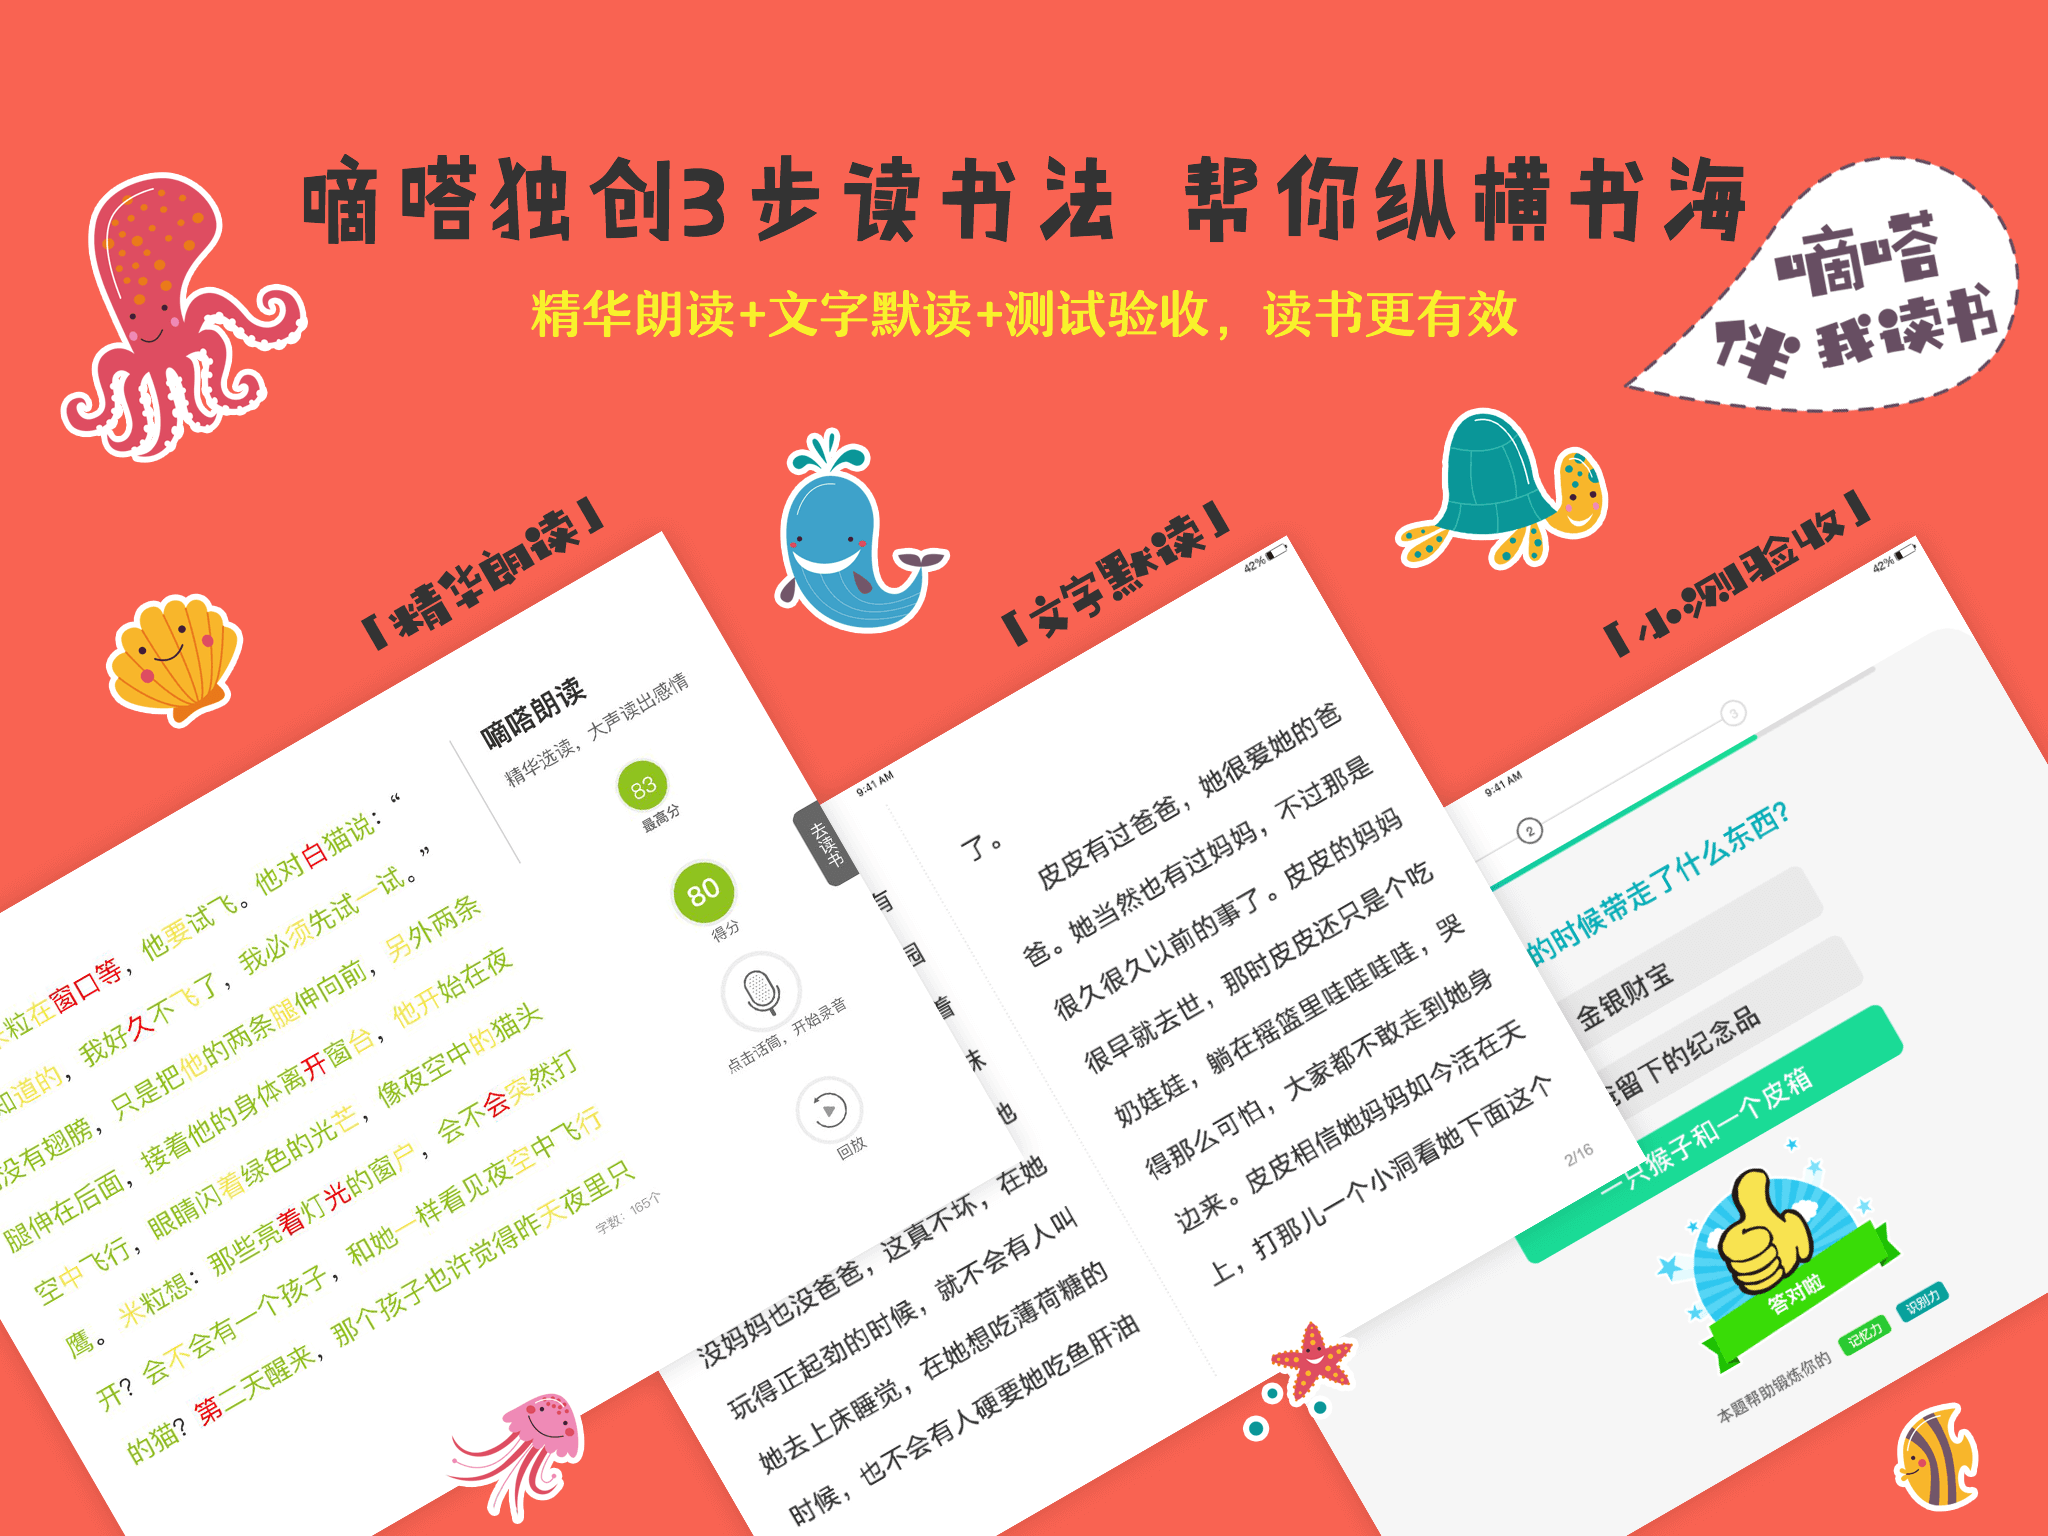 嘀嗒独创3步读书法 帮你纵横书海
精华朗读+文字默读+测试验收，读书更有效
嘀嗒
伴我读书
「精华朗读」
嘀嗒朗读
精华选读，大声读出感情
83
最高分
80
得分
点击话筒，开始录音
回放
去读书
粒在窗口等，他要试飞。他对白猫说：“
知道的，我好久不飞了，我必须先试一试。”
没有翅膀，只是把他的两条腿伸向前，另外两条
腿伸在后面，接着他的身体离开窗台，他开始在夜
空中飞行，眼睛闪着绿色的光芒，像夜空中的猫头
鹰。米粒想：那些亮着灯光的窗户，会不会突然打
开？会不会有一个孩子，和她一样看见夜空中飞行
的猫？第二天醒来，那个孩子也许觉得昨天夜里只
字数：165个
「文字默读」
42%
9:41 AM
有
园
着
末
也
没妈妈也没爸爸，这真不坏，在她
玩得正起劲的时候，就不会有人叫
她去上床睡觉，在她想吃薄荷糖的
时候，也不会有人硬要她吃鱼肝油
了。
皮皮有过爸爸，她很爱她的爸
爸。她当然也有过妈妈，不过那是
很久很久以前的事了。皮皮的妈妈
很早就去世，那时皮皮还只是个吃
奶娃娃，躺在摇篮里哇哇哇哇，哭
得那么可怕，大家都不敢走到她身
边来。皮皮相信她妈妈如今活在天
上，打那儿一个小洞看她下面这个
2/16
「小测验收」
42%
9:41 AM
2
3
的时候带走了什么东西？
金银财宝
留下的纪念品
一只猴子和一个皮箱
答对啦
本题帮助锻炼你的 记忆力 识别力